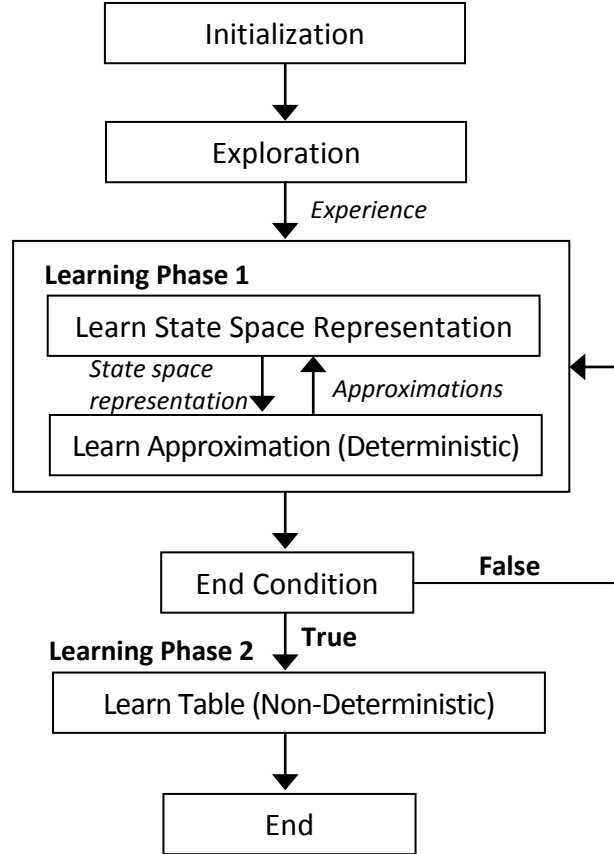 Initialization
Exploration
Experience
Learning Phase 1
Learn State Space Representation
State space
representation
Approximations
Learn Approximation (Deterministic)
End Condition
False
True
Learning Phase 2
Learn Table (Non-Deterministic)
End